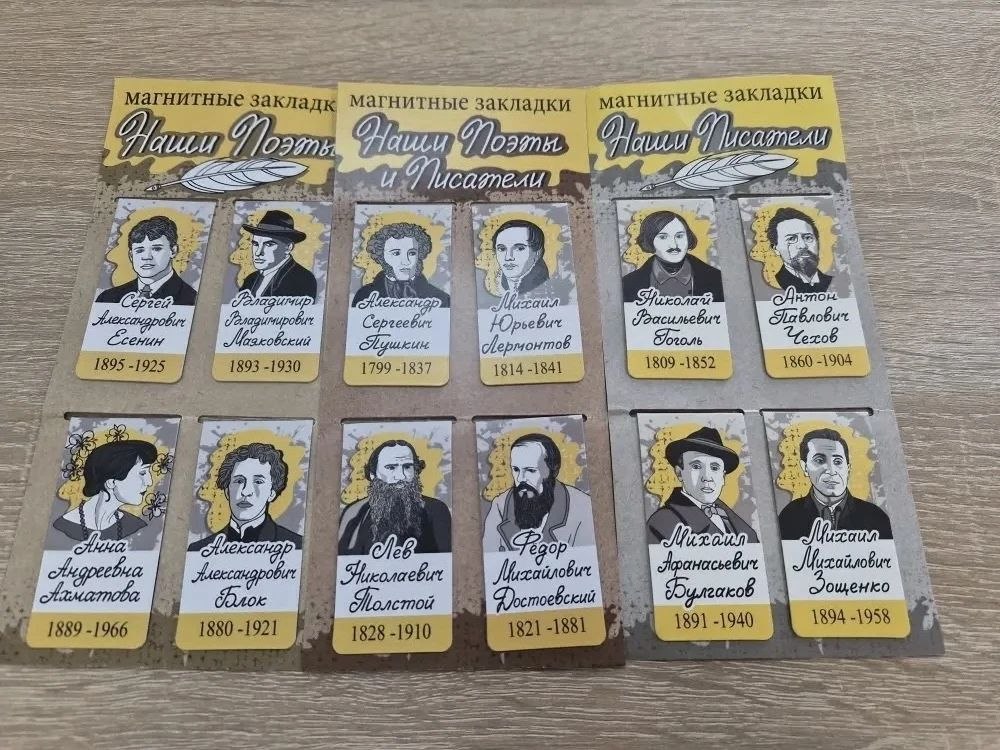 магнитные закладк
Наши Поэты
Сергей
Александрович
Есенин
1895-1925
Владимир
Владимирович
Маяковский
1893-1930
Анна
Андреевна
Ахматова
1889-1966
Александр
Александрович
Блок
1880-1921
магнитные закладки
Наши Поэты
и Писатели
Александр
Сергеевич
Пушкин
1799-1837
Михаил
Юрьевич
Лермонтов
1814-1841
Лев
Николаевич
Толстой
1828-1910
Федор
Михайлович
Достоевский
1821-1881
магнитные закладки
Наши Писатели
Николай
Васильевич
Гоголь
1809-1852
Антон
Павлович
Чехов
1860-1904
Михаил
Афанасьевич
Булгаков
1891-1940
Михаил
Михайлович
Зощенко
1894-1958